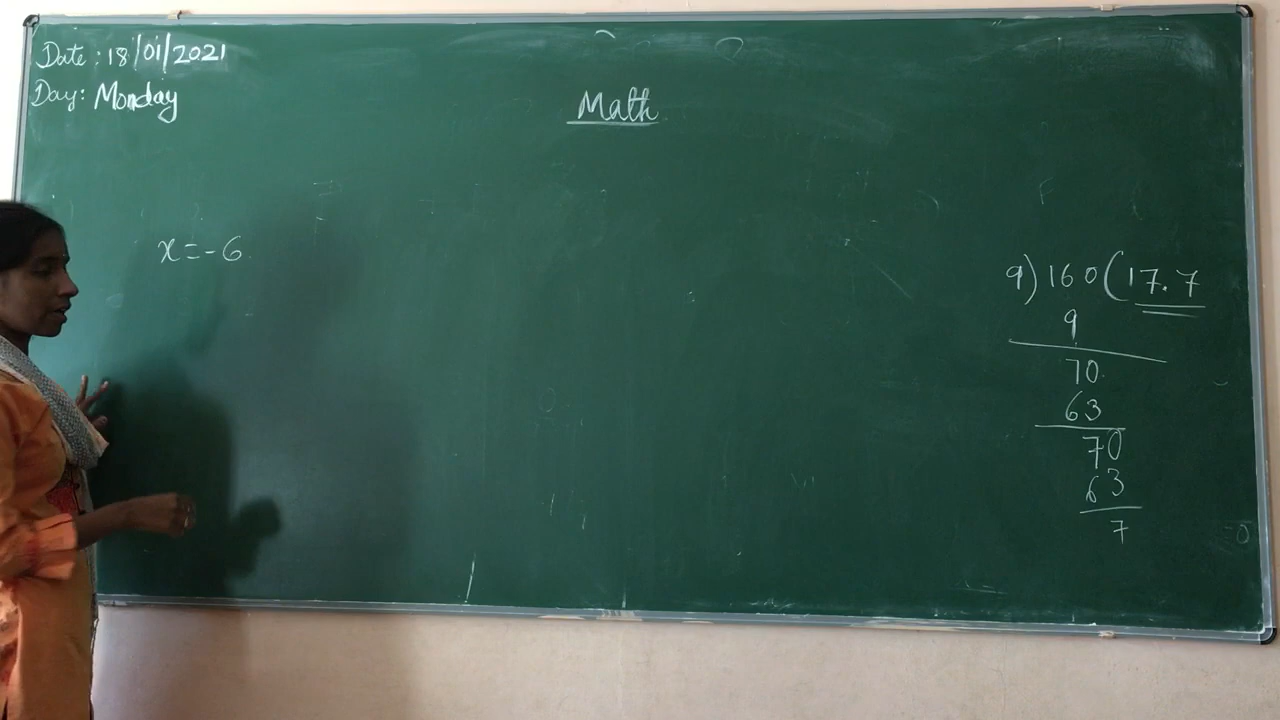 Date: 18/01/2021
Day: Monday
Math
x=-6
9)160(17.7
9
70
63
70
63
7